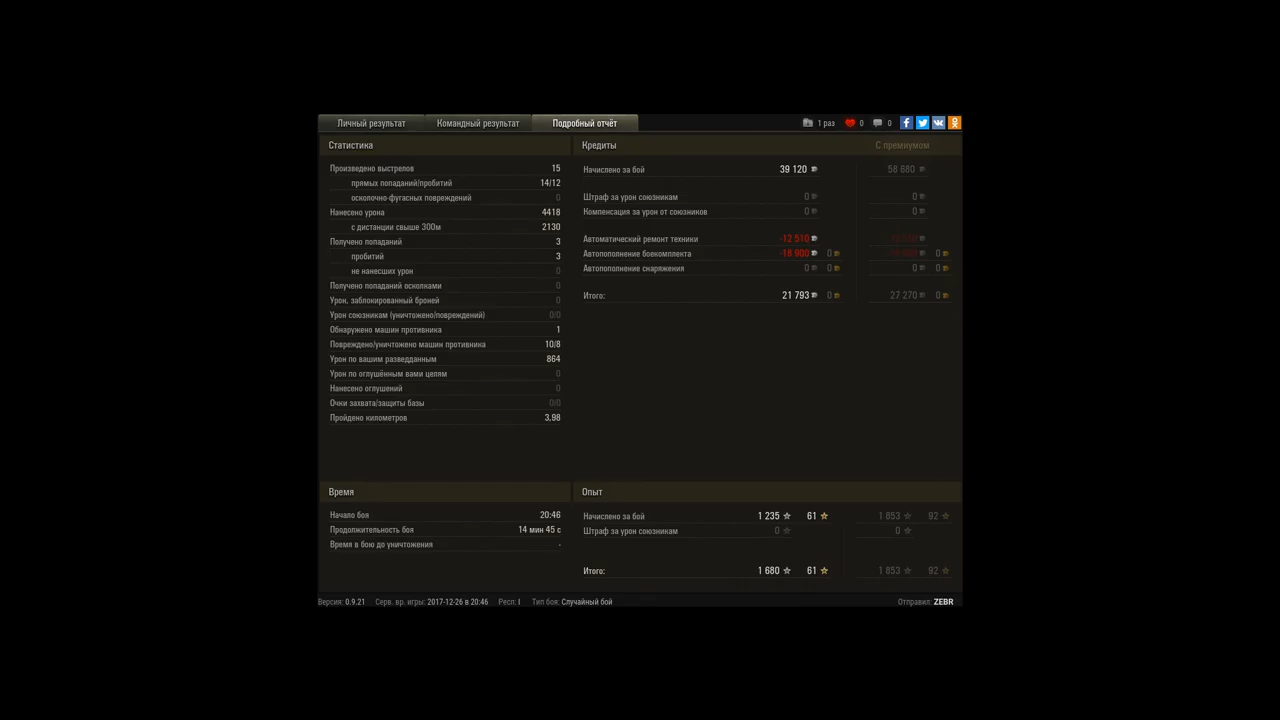 Личный результат Командный результат Подробный отчёт 1 раз 0 0
Статистика
Произведено выстрелов 15
прямых попаданий/пробитий 14/12
осколочно-фугасных повреждений 0
Нанесено урона 4418
с дистанции свыше 300м 2130
Получено попаданий 3
пробитий 3
не нанесших урон 0
Получено попаданий осколками 0
Урон, заблокированный броней 0
Урон союзникам (уничтожено/повреждений) 0/0
Обнаружено машин противника 1
Повреждено/уничтожено машин противника 10/8
Урон по вашим разведданным 864
Урон по оглушённым вами целям 0
Нанесено оглушений 0
Очки захвата/защиты базы 0/0
Пройдено километров 3,98
Кредиты С премиумом
Начислено за бой 39 120 58 680
Штраф за урон союзникам 0 0
Компенсация за урон от союзников 0 0
Автоматический ремонт техники -12 510
Автопополнение боекомплекта -18 900 0 0
Автопополнение снаряжения 0 0 0 0
Итого: 21 793 0 27 270 0
Время
Начало боя 20:46
Продолжительность боя 14 мин 45 с
Время в бою до уничтожения -
Опыт
Начислено за бой 1 235 61 1 853 92
Штраф за урон союзникам 0 0
Итого: 1 680 61 1 853 92
Версия: 0.9.21 Серв. вр. игры: 2017-12-26 в 20:46 Респ: I Тип боя: Случайный бой Отправил: ZEBR